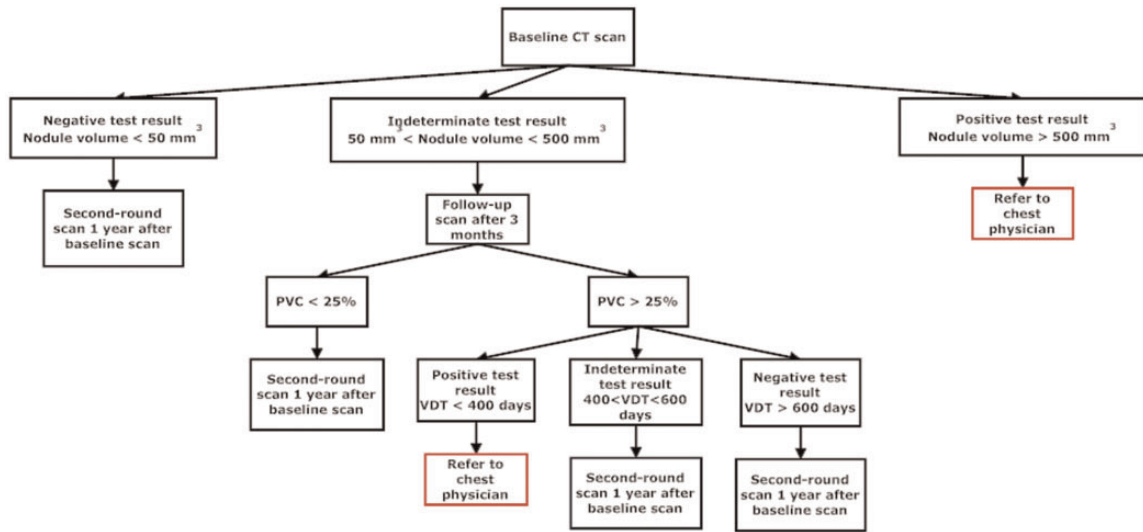 Baseline CT scan
Negative test result
Nodule volume < 50 mm³
Indeterminate test result
50 mm³ < Nodule volume < 500 mm³
Positive test result
Nodule volume > 500 mm³
Second-round
scan 1 year after
baseline scan
Follow-up
scan after 3
months
Refer to
chest
physician
PVC < 25%
PVC > 25%
Second-round
scan 1 year after
baseline scan
Positive test
result
VDT < 400 days
Indeterminate
test result
400<VDT<600
days
Negative test
result
VDT > 600 days
Refer to
chest
physician
Second-round
scan 1 year after
baseline scan
Second-round
scan 1 year after
baseline scan